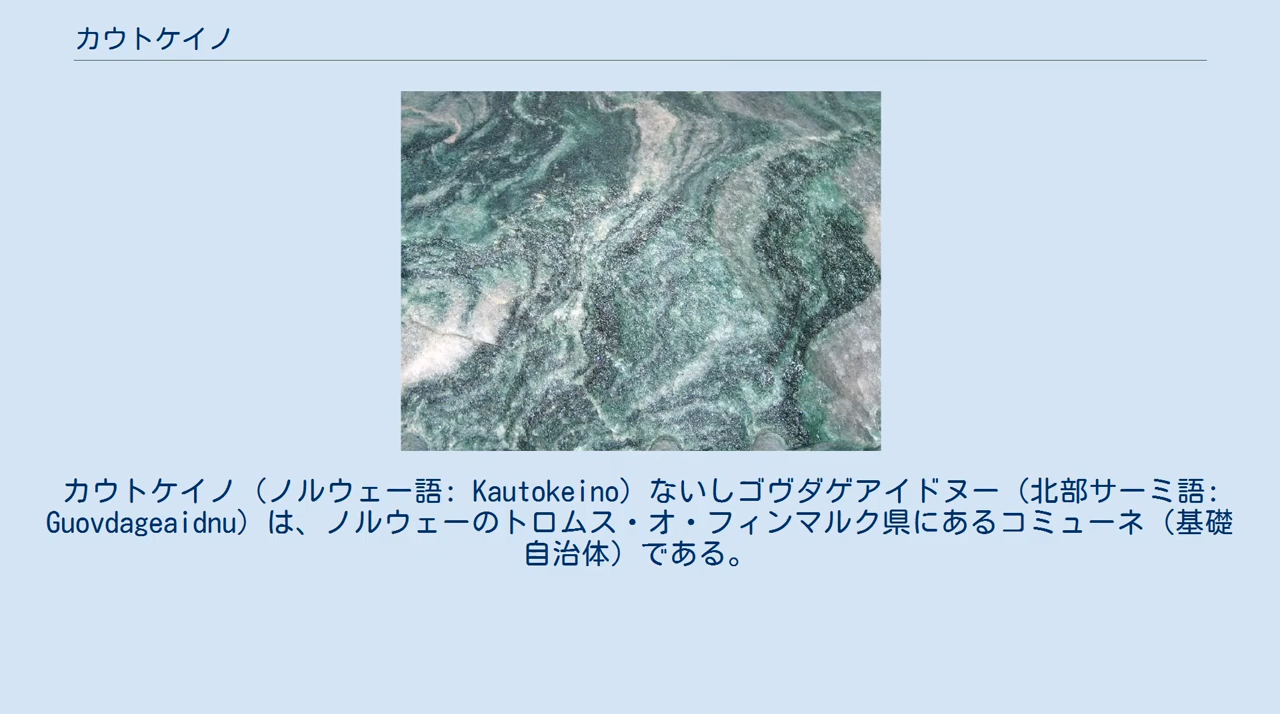 カウトケイノ
カウトケイノ（ノルウェー語: Kautokeino）ないしゴヴダゲアイドヌー（北部サーミ語:
Guovdageaidnu）は、ノルウェーのトロムス・オ・フィンマルク県にあるコミューネ（基礎
自治体）である。